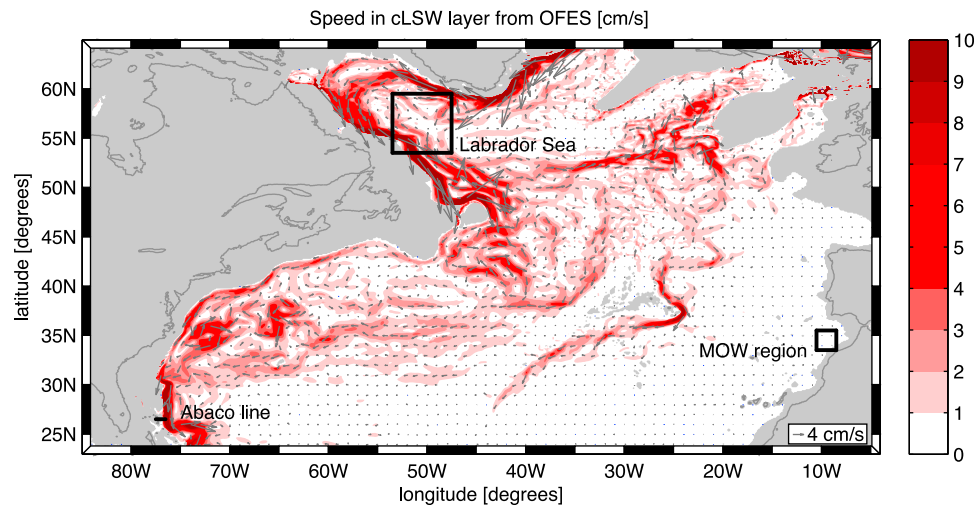 Speed in cLSW layer from OFES [cm/s]
latitude [degrees]
60N
55N
50N
45N
40N
35N
30N
25N
Labrador Sea
MOW region
Abaco line
4 cm/s
80W
70W
60W
50W
40W
30W
20W
10W
longitude [degrees]
10
9
8
7
6
5
4
3
2
1
0